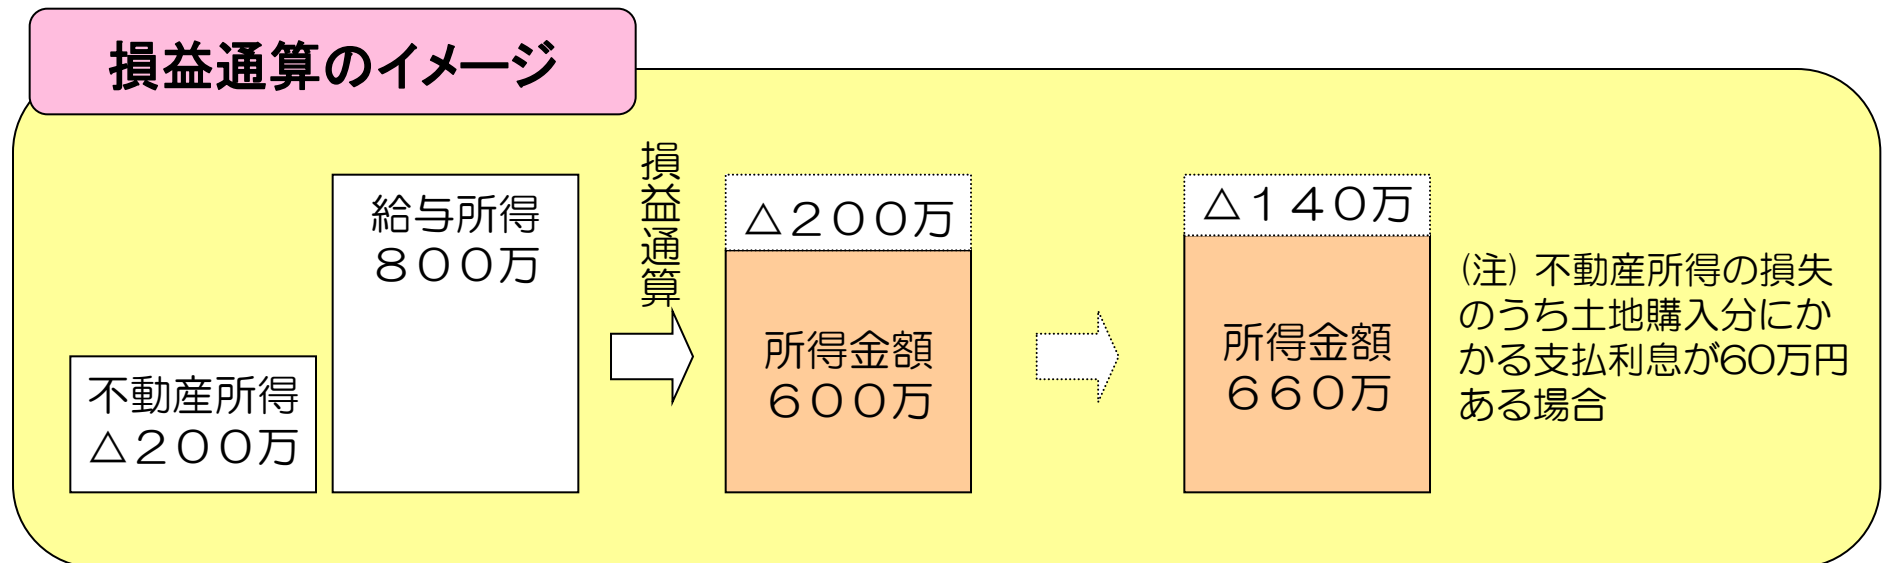 損益通算のイメージ
不動産所得
△２００万
給与所得
８００万
損益通算
△２００万
所得金額
６００万
△１４０万
所得金額
６６０万
(注) 不動産所得の損失
のうち土地購入分にか
かる支払利息が60万円
ある場合